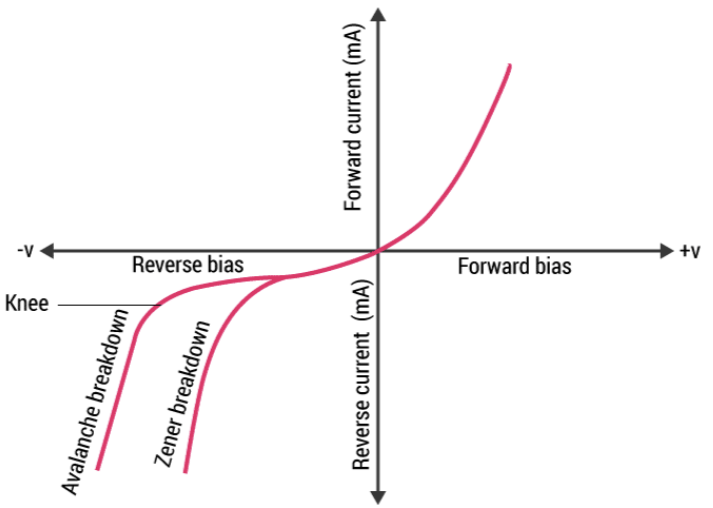 Forward current (mA)
-v
+v
Reverse bias
Forward bias
Knee
Avalanche breakdown
Zener breakdown
Reverse current (mA)